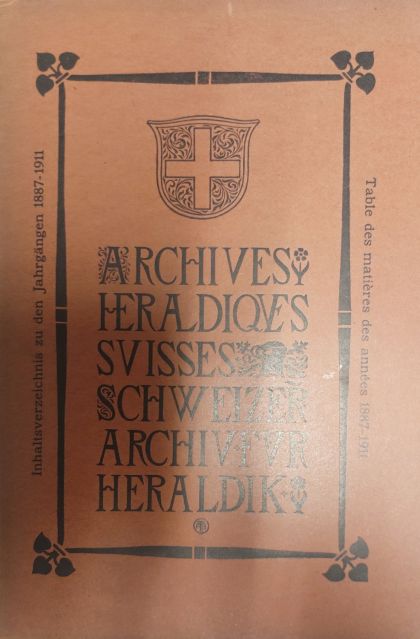 Inhaltsverzeichnis zu den Jahrgängen 1887-1911
ARCHIVES
HERALDIQVES
SVISSES
SCHWEIZER
ARCHIV FVR
HERALDIK
Table des matières des années 1887-1911